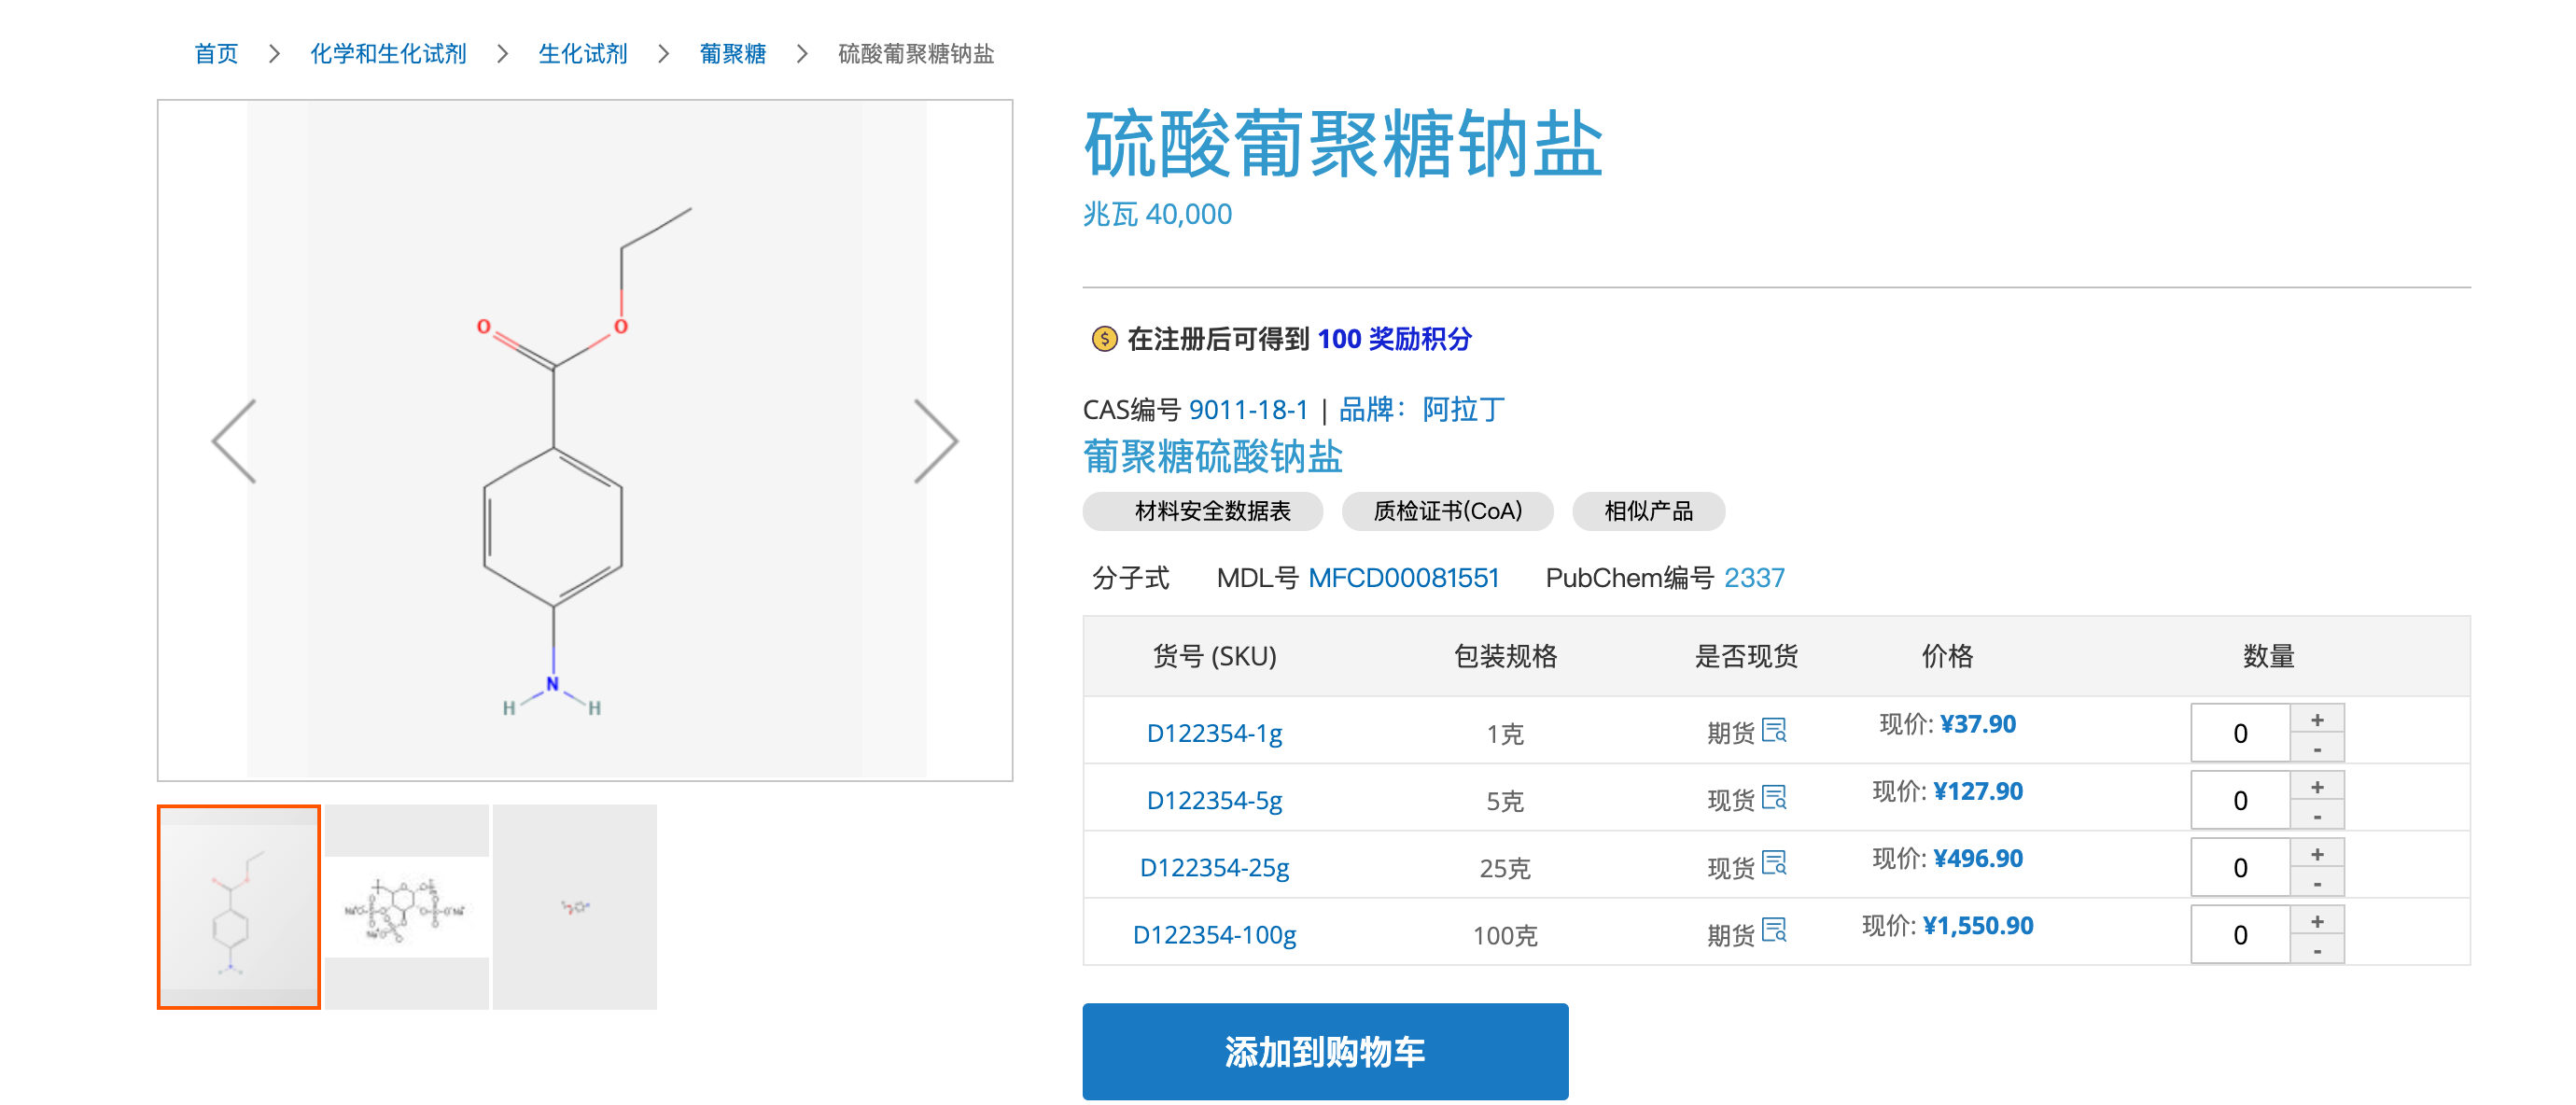 首页 > 化学和生化试剂 > 生化试剂 > 葡聚糖 > 硫酸葡聚糖钠盐
O
O
N
H
H
硫酸葡聚糖钠盐
兆瓦 40,000
在注册后可得到 100 奖励积分
CAS编号 9011-18-1 | 品牌：阿拉丁
葡聚糖硫酸钠盐
材料安全数据表 质检证书(CoA) 相似产品
分子式 MDL号 MFCD00081551 PubChem编号 2337
货号 (SKU) 包装规格 是否现货 价格 数量
D122354-1g 1克 期货 现价: ¥37.90 0 + -
D122354-5g 5克 现货 现价: ¥127.90 0 + -
D122354-25g 25克 现货 现价: ¥496.90 0 + -
D122354-100g 100克 期货 现价: ¥1,550.90 0 + -
添加到购物车